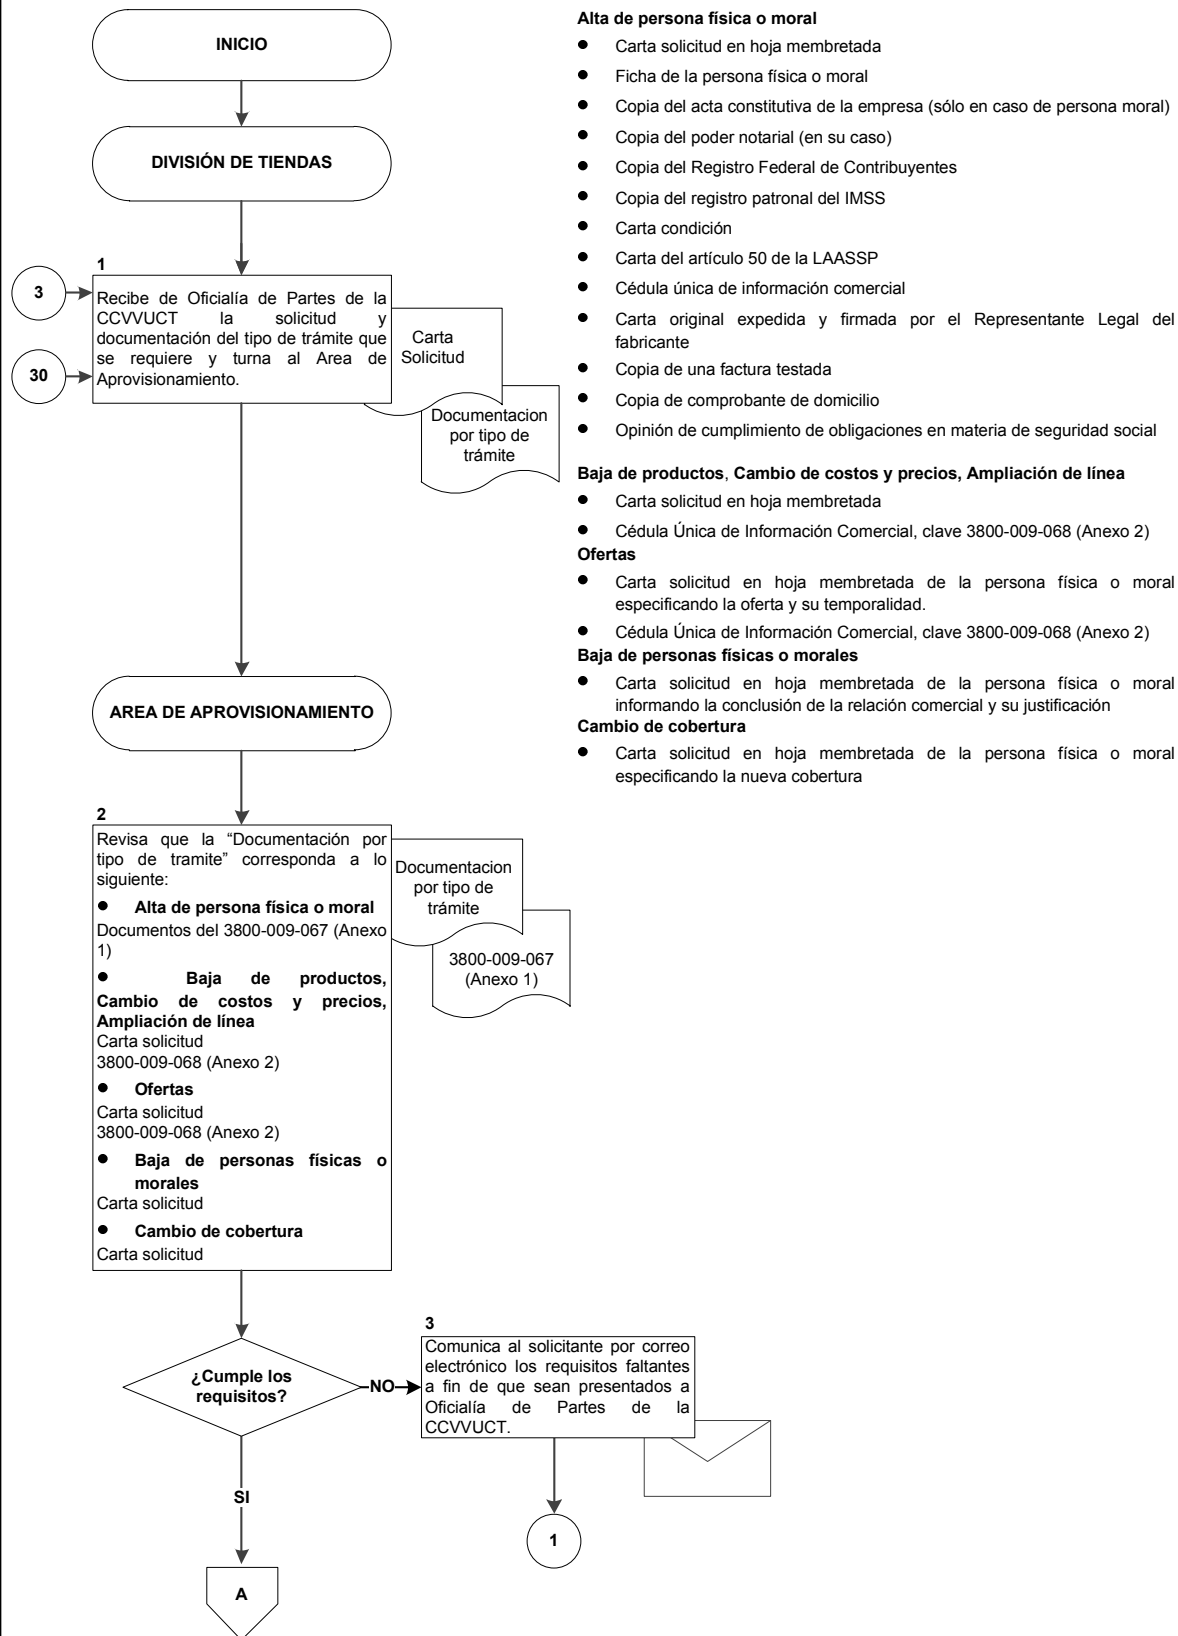 INICIO
DIVISIÓN DE TIENDAS
1
3
30
Recibe de Oficialía de Partes de la
CCVVUCT la solicitud y
documentación del tipo de trámite que
se requiere y turna al Area de
Aprovisionamiento.
Carta
Solicitud
Documentacion
por tipo de
trámite
AREA DE APROVISIONAMIENTO
2
Revisa que la “Documentación por
tipo de tramite” corresponda a lo
siguiente:
● Alta de persona física o moral
Documentos del 3800-009-067 (Anexo
1)
● Baja de productos,
Cambio de costos y precios,
Ampliación de línea
Carta solicitud
3800-009-068 (Anexo 2)
● Ofertas
Carta solicitud
3800-009-068 (Anexo 2)
● Baja de personas físicas o
morales
Carta solicitud
● Cambio de cobertura
Carta solicitud
Documentacion
por tipo de
trámite
3800-009-067
(Anexo 1)
¿Cumple los
requisitos?
NO
3
Comunica al solicitante por correo
electrónico los requisitos faltantes
a fin de que sean presentados a
Oficialía de Partes de la
CCVVUCT.
1
SI
A
Alta de persona física o moral
● Carta solicitud en hoja membretada
● Ficha de la persona física o moral
● Copia del acta constitutiva de la empresa (sólo en caso de persona moral)
● Copia del poder notarial (en su caso)
● Copia del Registro Federal de Contribuyentes
● Copia del registro patronal del IMSS
● Carta condición
● Carta del artículo 50 de la LAASSP
● Cédula única de información comercial
● Carta original expedida y firmada por el Representante Legal del
fabricante
● Copia de una factura testada
● Copia de comprobante de domicilio
● Opinión de cumplimiento de obligaciones en materia de seguridad social
Baja de productos, Cambio de costos y precios, Ampliación de línea
● Carta solicitud en hoja membretada
● Cédula Única de Información Comercial, clave 3800-009-068 (Anexo 2)
Ofertas
● Carta solicitud en hoja membretada de la persona física o moral
especificando la oferta y su temporalidad.
● Cédula Única de Información Comercial, clave 3800-009-068 (Anexo 2)
Baja de personas físicas o morales
● Carta solicitud en hoja membretada de la persona física o moral
informando la conclusión de la relación comercial y su justificación
Cambio de cobertura
● Carta solicitud en hoja membretada de la persona física o moral
especificando la nueva cobertura